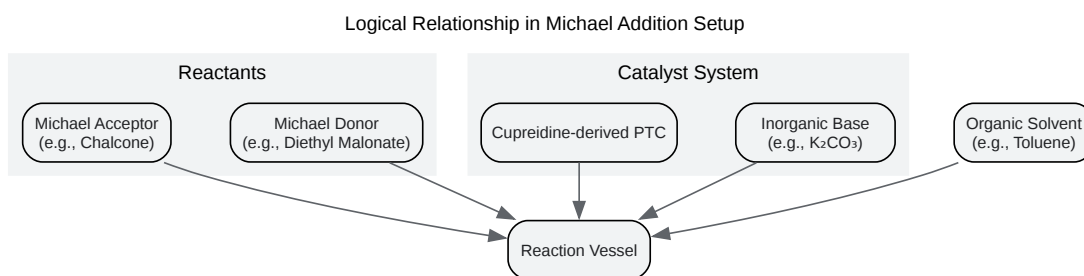 Logical Relationship in Michael Addition Setup
Reactants
Catalyst System
Michael Acceptor
(e.g., Chalcone)
Michael Donor
(e.g., Diethyl Malonate)
Cupreidine-derived PTC
Inorganic Base
(e.g., K₂CO₃)
Organic Solvent
(e.g., Toluene)
Reaction Vessel